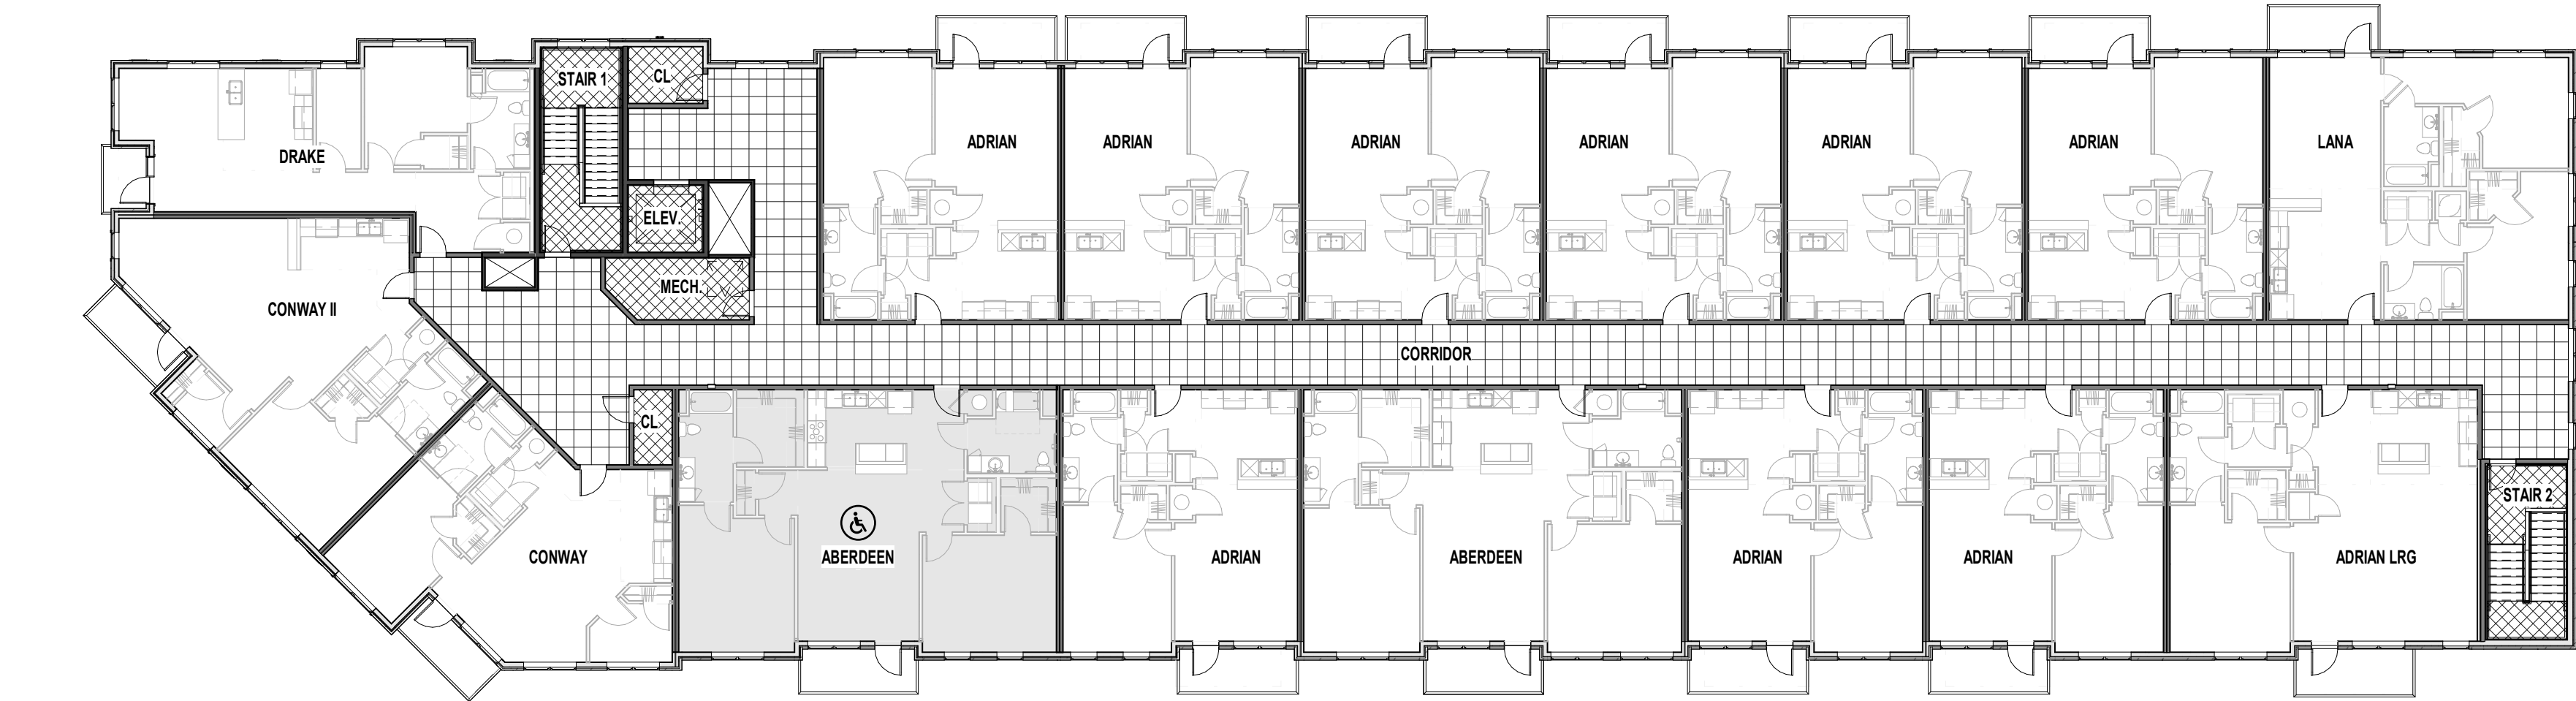 STAIR 1
CL
DRAKE
ADRIAN
ADRIAN
ADRIAN
ADRIAN
ADRIAN
ADRIAN
LANA
ELEV.
MECH.
CONWAY II
CORRIDOR
CL
STAIR 2
CONWAY
ABERDEEN
ADRIAN
ABERDEEN
ADRIAN
ADRIAN
ADRIAN LRG